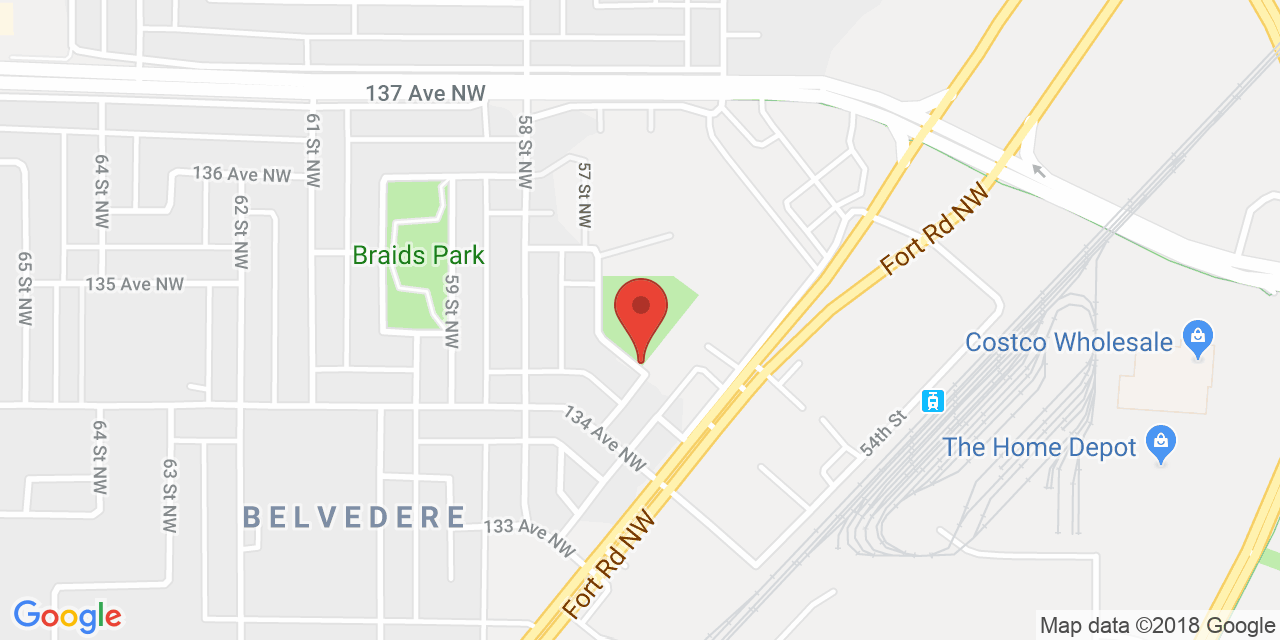 137 Ave NW
61 St NW
58 St NW
64 St NW
136 Ave NW
57 St NW
62 St NW
Fort Rd NW
Braids Park
65 St NW
135 Ave NW
59 St NW
Costco Wholesale
134 Ave NW
54th St
64 St NW
The Home Depot
63 St NW
BELVEDERE
133 Ave NW
Fort Rd NW
Google
Map data ©2018 Google